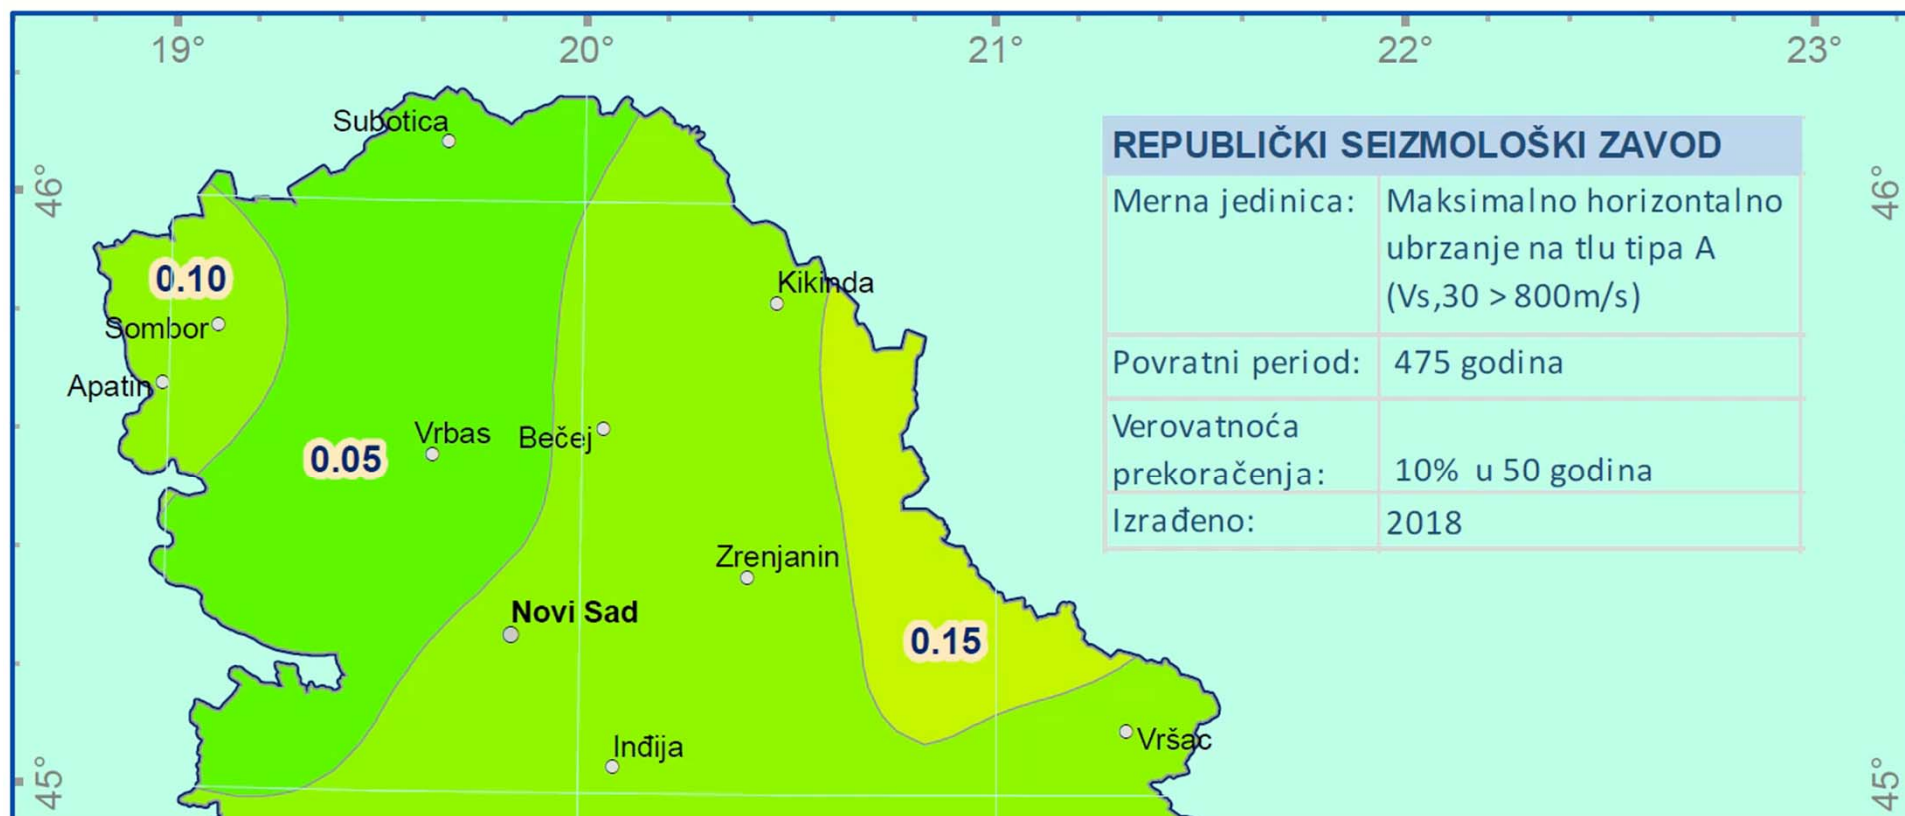 19° 20° 21° 22° 23°
Subotica
46°
46°
0.10
Sombor
Apatin
Kikinda
Vrbas
Bečej
0.05
Zrenjanin
Novi Sad
0.15
Inđija
Vršac
45°
45°
REPUBLIČKI SEIZMOLOŠKI ZAVOD
Merna jedinica: Maksimalno horizontalno
ubrzanje na tlu tipa A
(Vs,30 > 800m/s)
Povratni period: 475 godina
Verovatnoća
prekoračenja: 10% u 50 godina
Izrađeno: 2018